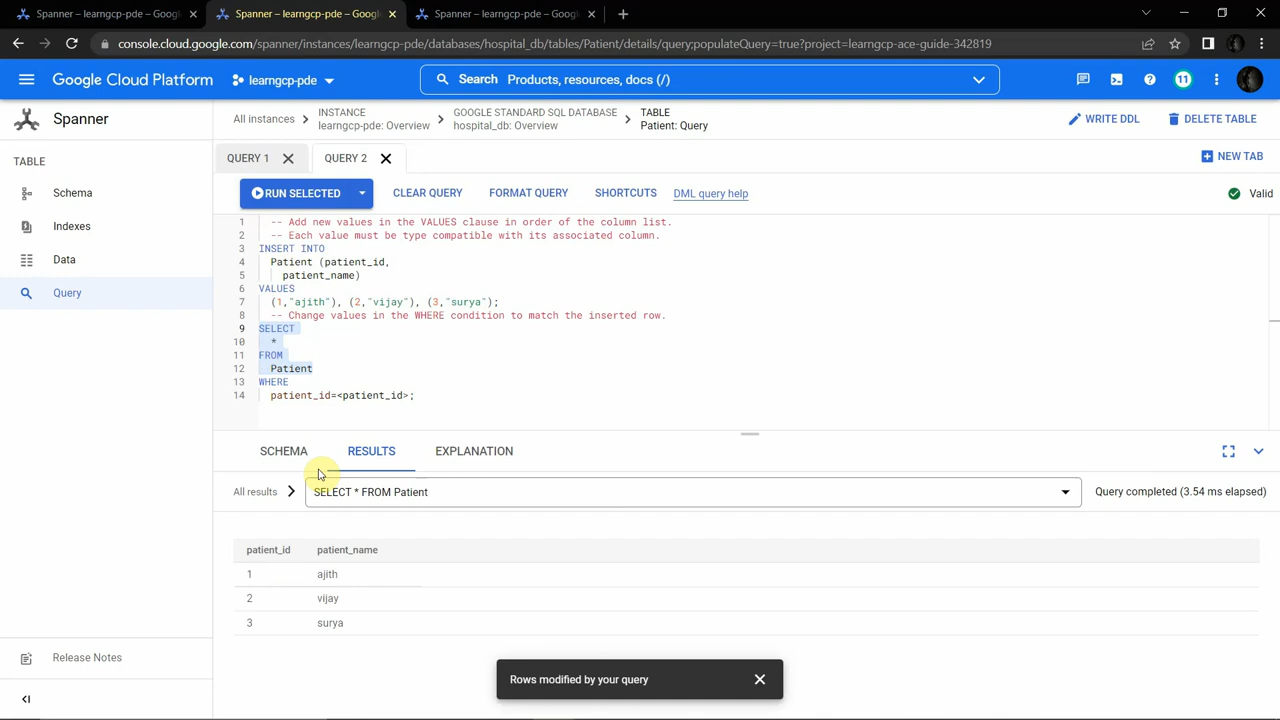 Spanner – learngcp-pde – Google
Spanner – learngcp-pde – Google
Spanner – learngcp-pde – Google
console.cloud.google.com/spanner/instances/learngcp-pde/databases/hospital_db/tables/Patient/details/query;populateQuery=true?project=learngcp-ace-guide-342819
Google Cloud Platform
learngcp-pde
Search Products, resources, docs (/)
11
Spanner
All instances
INSTANCE
learngcp-pde: Overview
GOOGLE STANDARD SQL DATABASE
hospital_db: Overview
TABLE
Patient: Query
WRITE DDL
DELETE TABLE
TABLE
Schema
Indexes
Data
Query
QUERY 1
QUERY 2
NEW TAB
RUN SELECTED
CLEAR QUERY
FORMAT QUERY
SHORTCUTS
DML query help
Valid
1 -- Add new values in the VALUES clause in order of the column list.
2 -- Each value must be type compatible with its associated column.
3 INSERT INTO
4 Patient (patient_id,
5 patient_name)
6 VALUES
7 (1,"ajith"), (2,"vijay"), (3,"surya");
8 -- Change values in the WHERE condition to match the inserted row.
9 SELECT
10 *
11 FROM
12 Patient
13 WHERE
14 patient_id=<patient_id>;
SCHEMA
RESULTS
EXPLANATION
All results
SELECT * FROM Patient
Query completed (3.54 ms elapsed)
patient_id patient_name
1 ajith
2 vijay
3 surya
Release Notes
Rows modified by your query